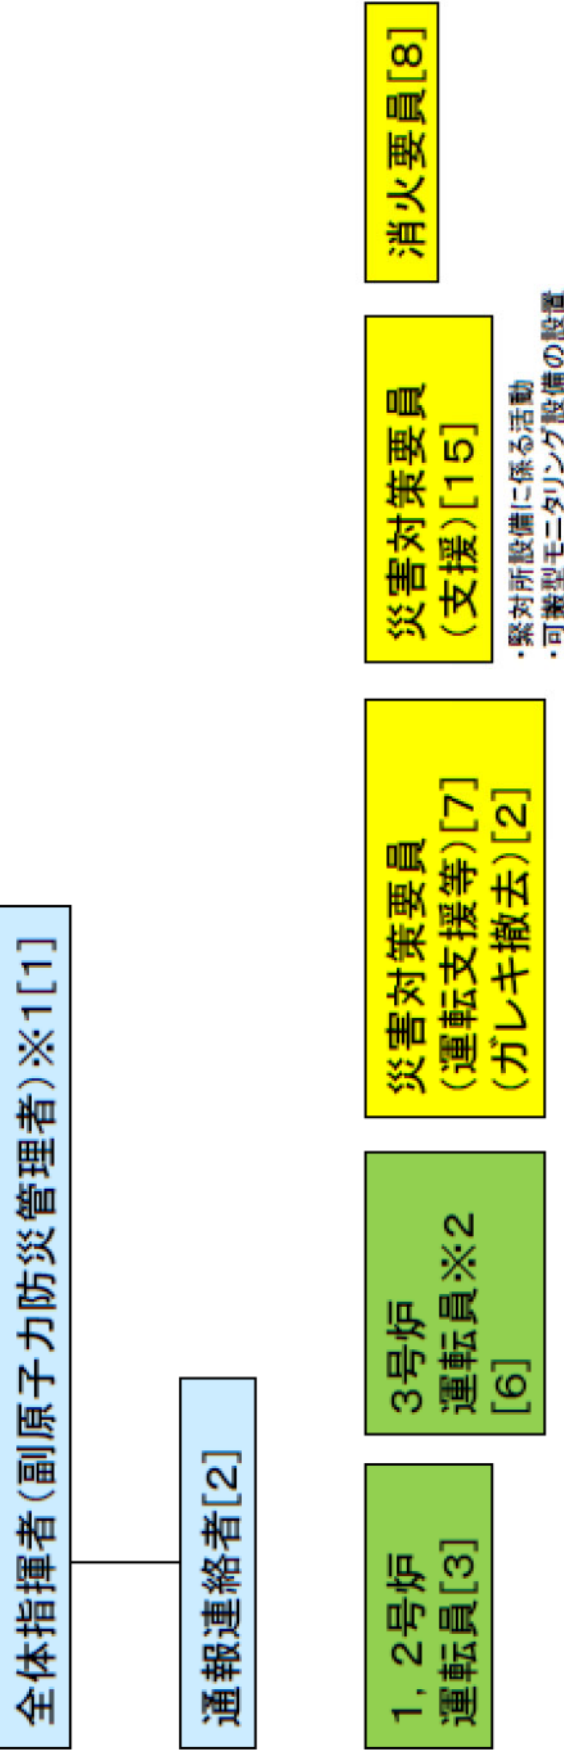 全体指揮者(副原子力防災管理者)※1[1]
通報連絡者[2]
1,2号炉
運転員[3]
3号炉
運転員※2
[6]
災害対策要員
(運転支援等)[7]
(ガレキ撤去)[2]
災害対策要員
(支援)[15]
・緊対所設備に係る活動
・可搬型モニタリング設備の設置
消火要員[8]